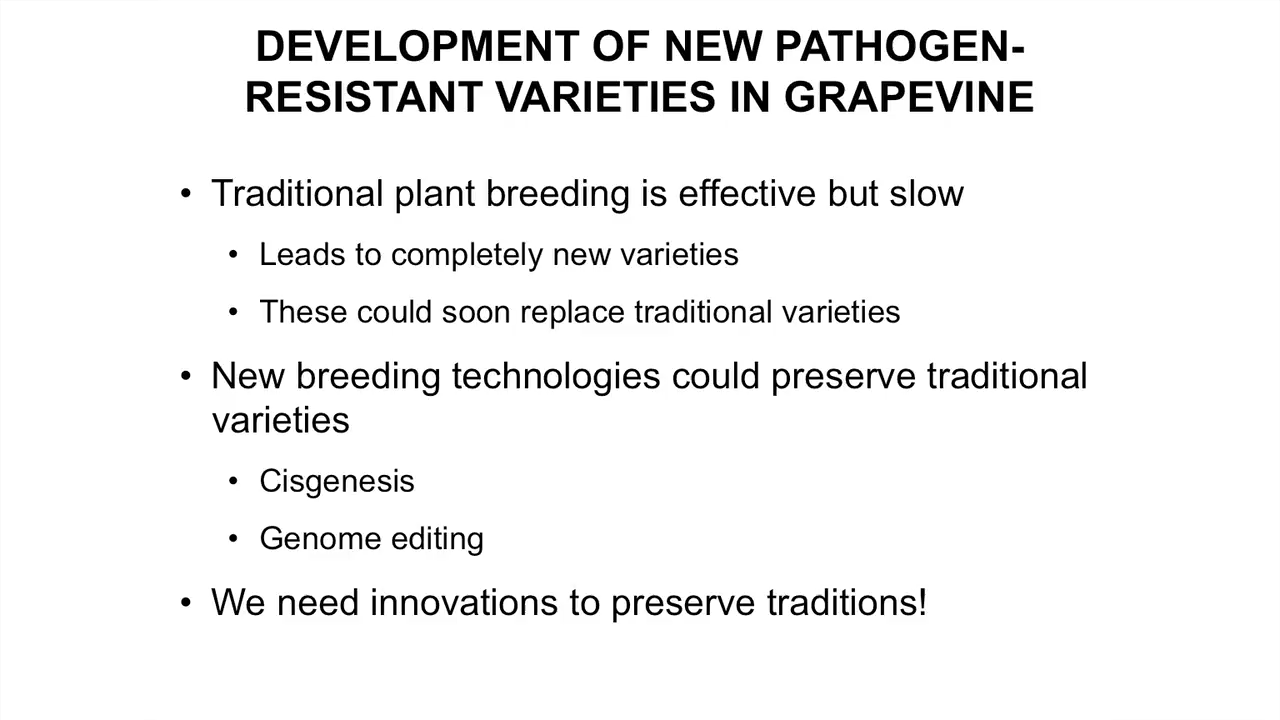 DEVELOPMENT OF NEW PATHOGEN-
RESISTANT VARIETIES IN GRAPEVINE
• Traditional plant breeding is effective but slow
• Leads to completely new varieties
• These could soon replace traditional varieties
• New breeding technologies could preserve traditional
varieties
• Cisgenesis
• Genome editing
• We need innovations to preserve traditions!